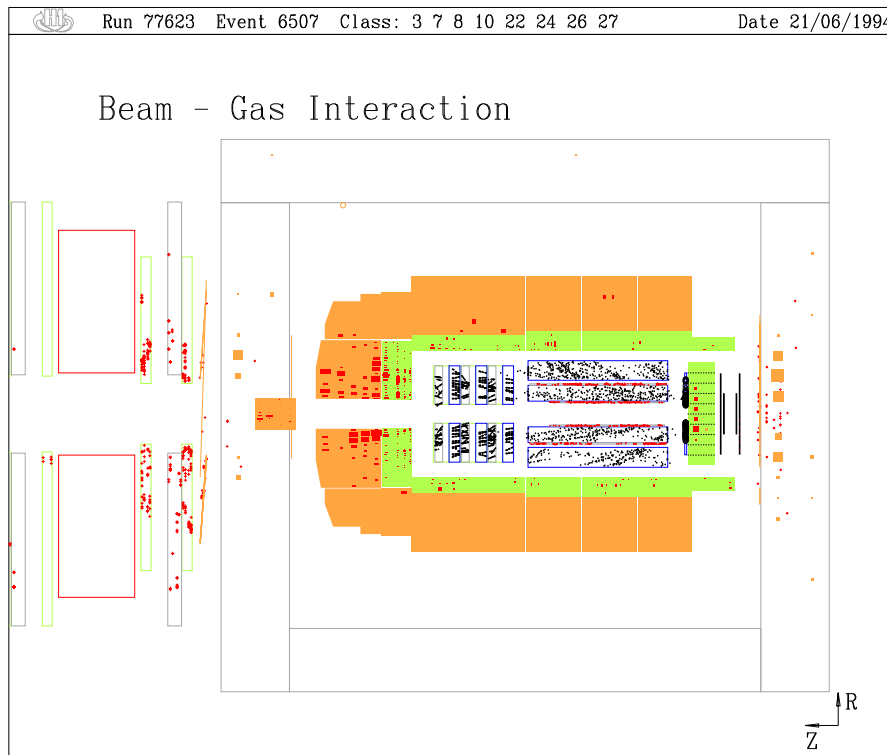 Run 77623 Event 6507 Class: 3 7 8 10 22 24 26 27 Date 21/06/1994
Beam - Gas Interaction
R
Z